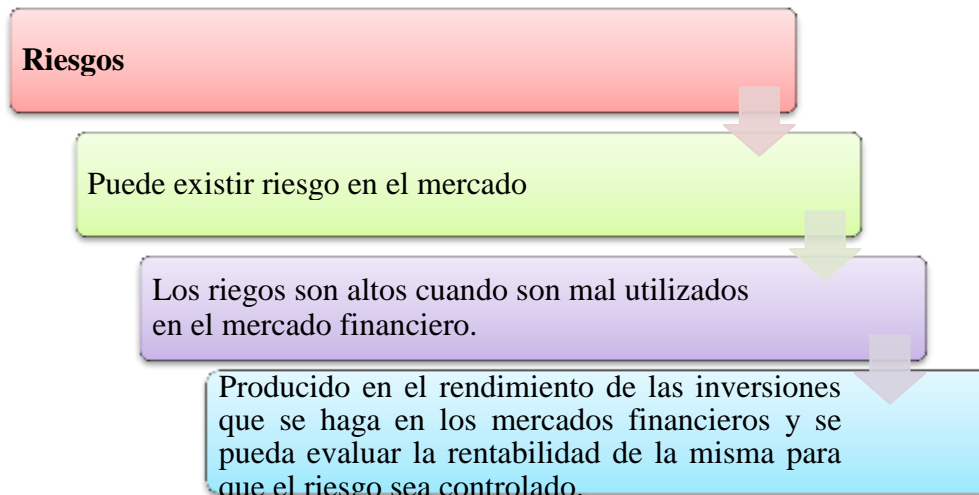 Riesgos
Puede existir riesgo en el mercado
Los riegos son altos cuando son mal utilizados
en el mercado financiero.
Producido en el rendimiento de las inversiones
que se haga en los mercados financieros y se
pueda evaluar la rentabilidad de la misma para
que el riesgo sea controlado.